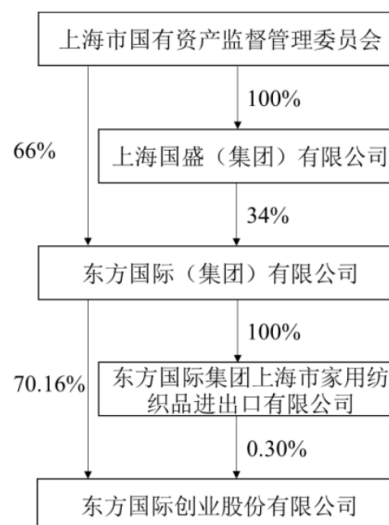 上海市国有资产监督管理委员会
100%
66%
上海国盛（集团）有限公司
34%
东方国际（集团）有限公司
100%
70.16%
东方国际集团上海市家用纺
织品进出口有限公司
0.30%
东方国际创业股份有限公司